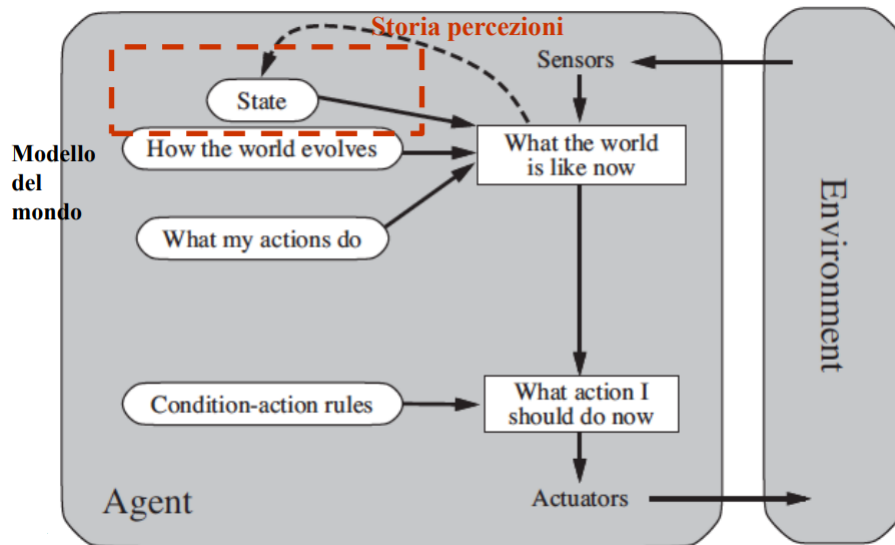 Storia percezioni
Sensors
State
How the world evolves
What the world
is like now
Modello
del
mondo
What my actions do
Environment
Condition-action rules
What action I
should do now
Agent
Actuators